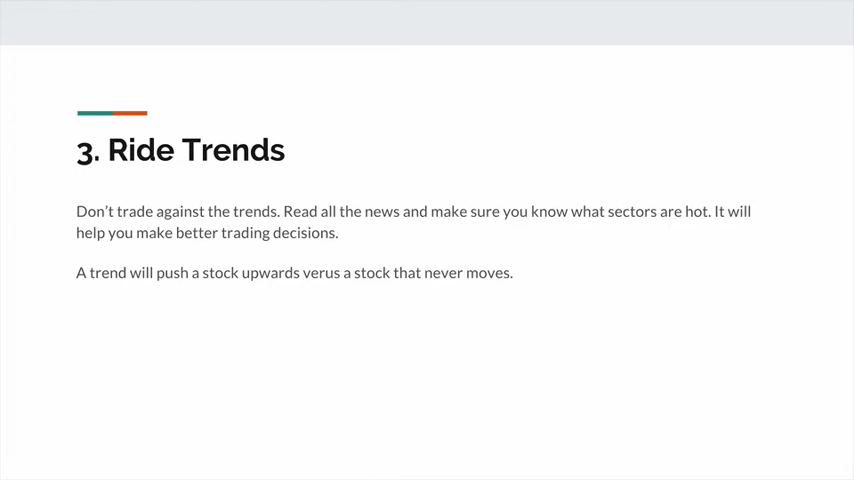 3. Ride Trends
Don’t trade against the trends. Read all the news and make sure you know what sectors are hot. It will
help you make better trading decisions.
A trend will push a stock upwards verus a stock that never moves.